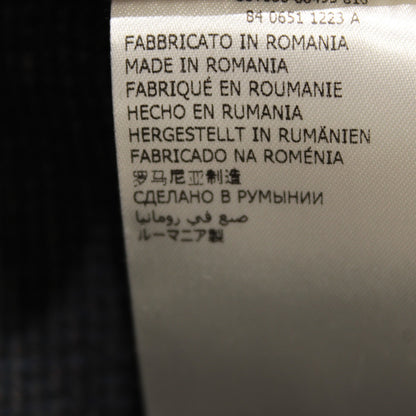 84 0651 1223 A
FABBRICATO IN ROMANIA
MADE IN ROMANIA
FABRIQUÉ EN ROUMANIE
HECHO EN RUMANIA
HERGESTELLT IN RUMÄNIEN
FABRICADO NA ROMÉNIA
罗马尼亚制造
СДЕЛАНО В РУМЫНИИ
صنع في رومانيا
ルーマニア製